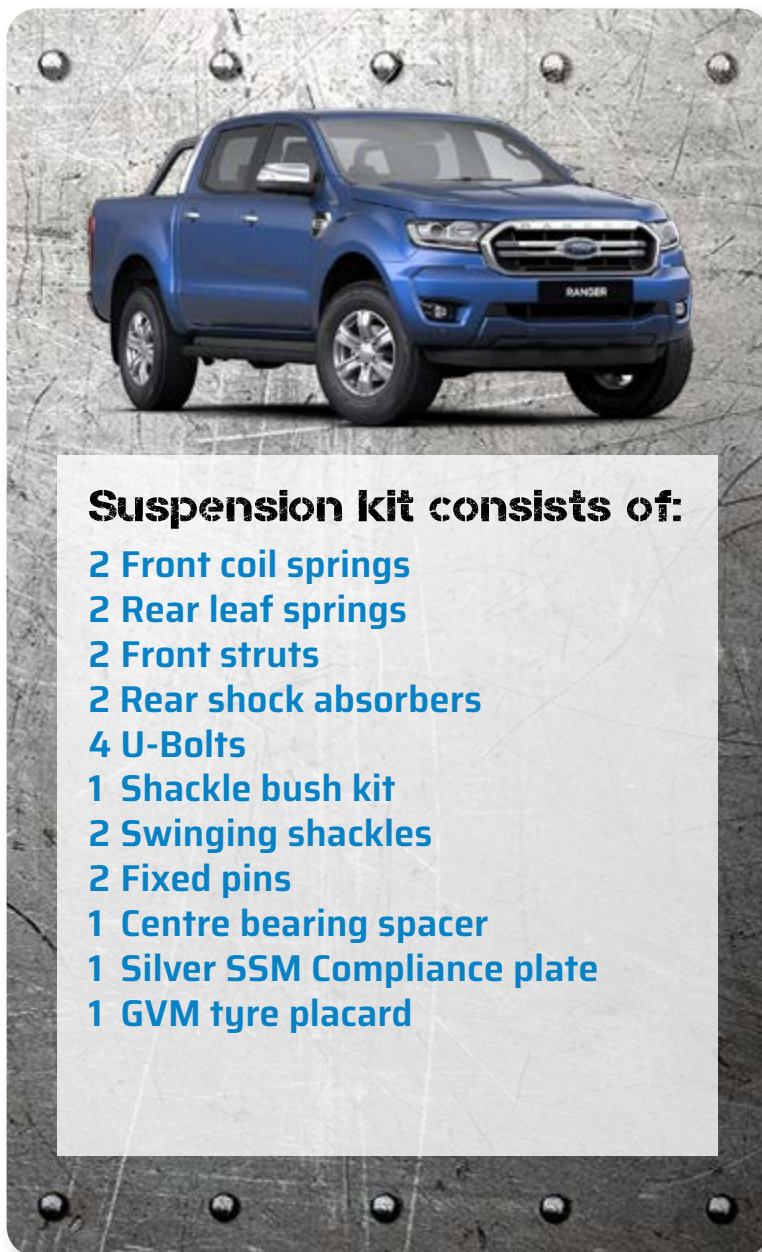 RANGER
RANGER
Suspension kit consists of:
2 Front coil springs
2 Rear leaf springs
2 Front struts
2 Rear shock absorbers
4 U-Bolts
1 Shackle bush kit
2 Swinging shackles
2 Fixed pins
1 Centre bearing spacer
1 Silver SSM Compliance plate
1 GVM tyre placard